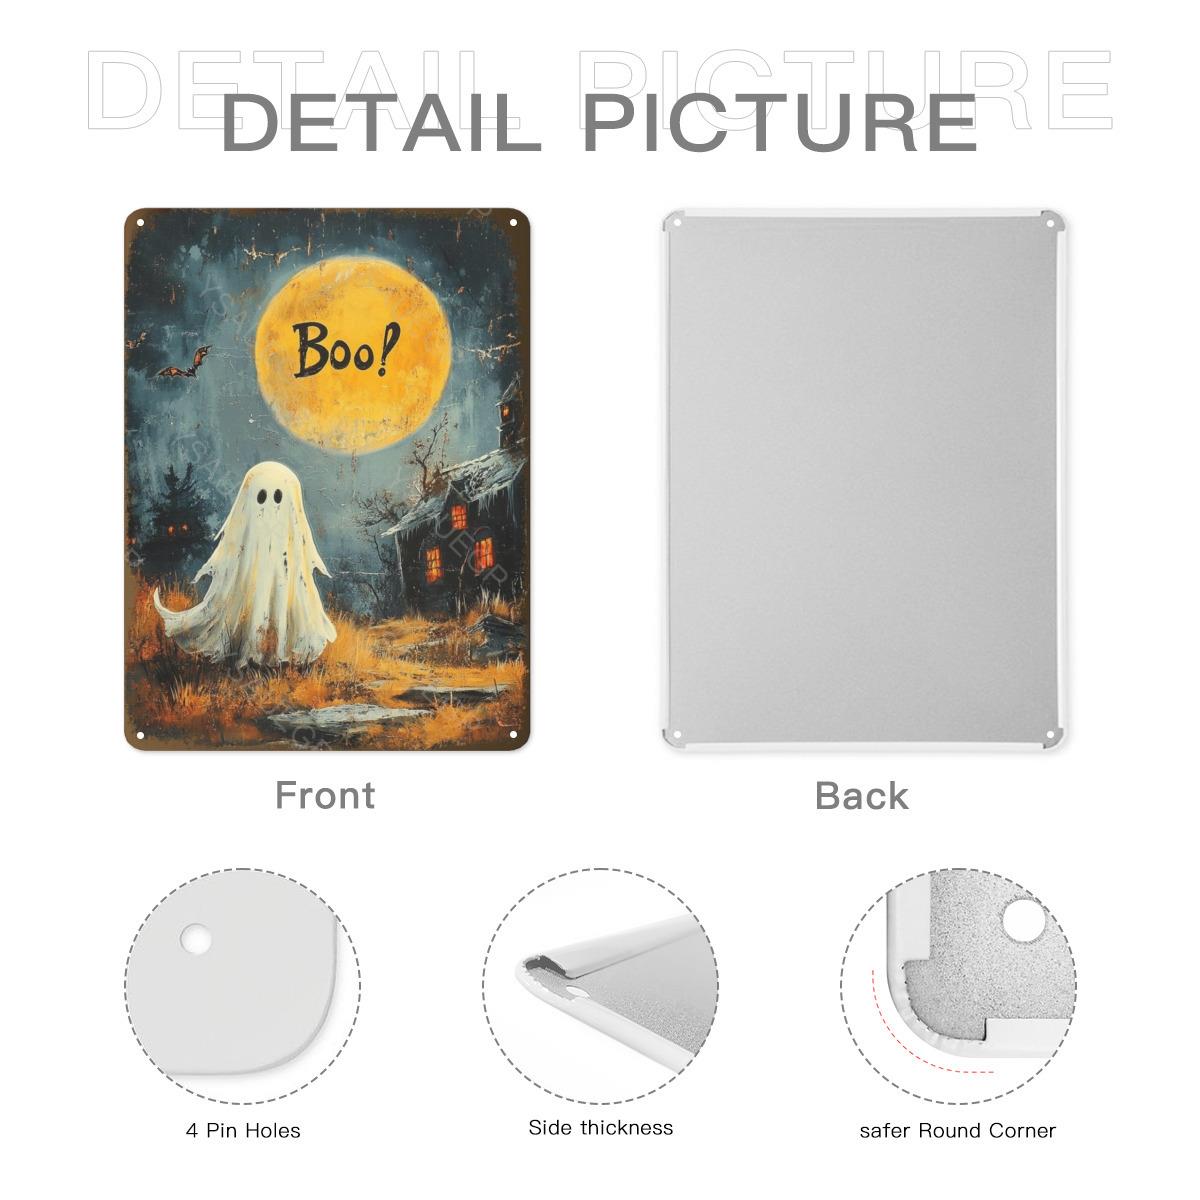 DETAIL PICTURE
DETAIL PICTURE
Boo!
Front
Back
4 Pin Holes
Side thickness
safer Round Corner